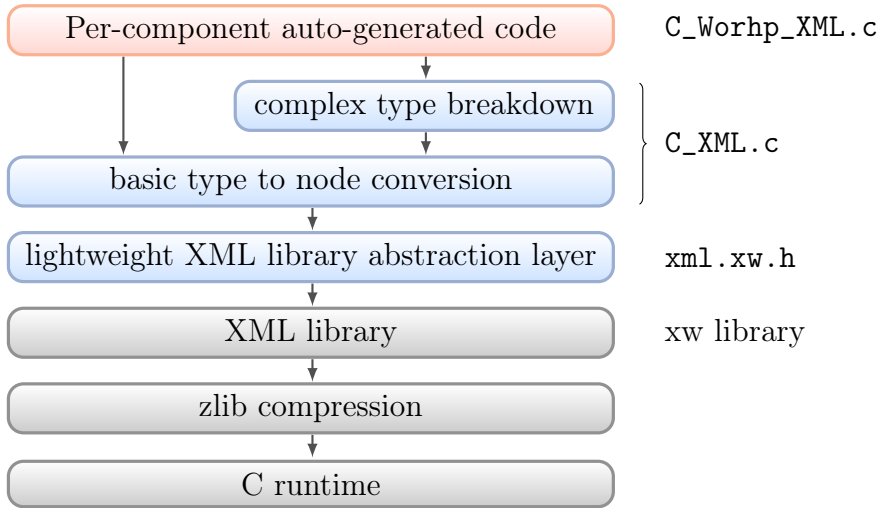 Per-component auto-generated code C_Worhp_XML.c
complex type breakdown
C_XML.c
basic type to node conversion
lightweight XML library abstraction layer xml.xw.h
XML library xw library
zlib compression
C runtime